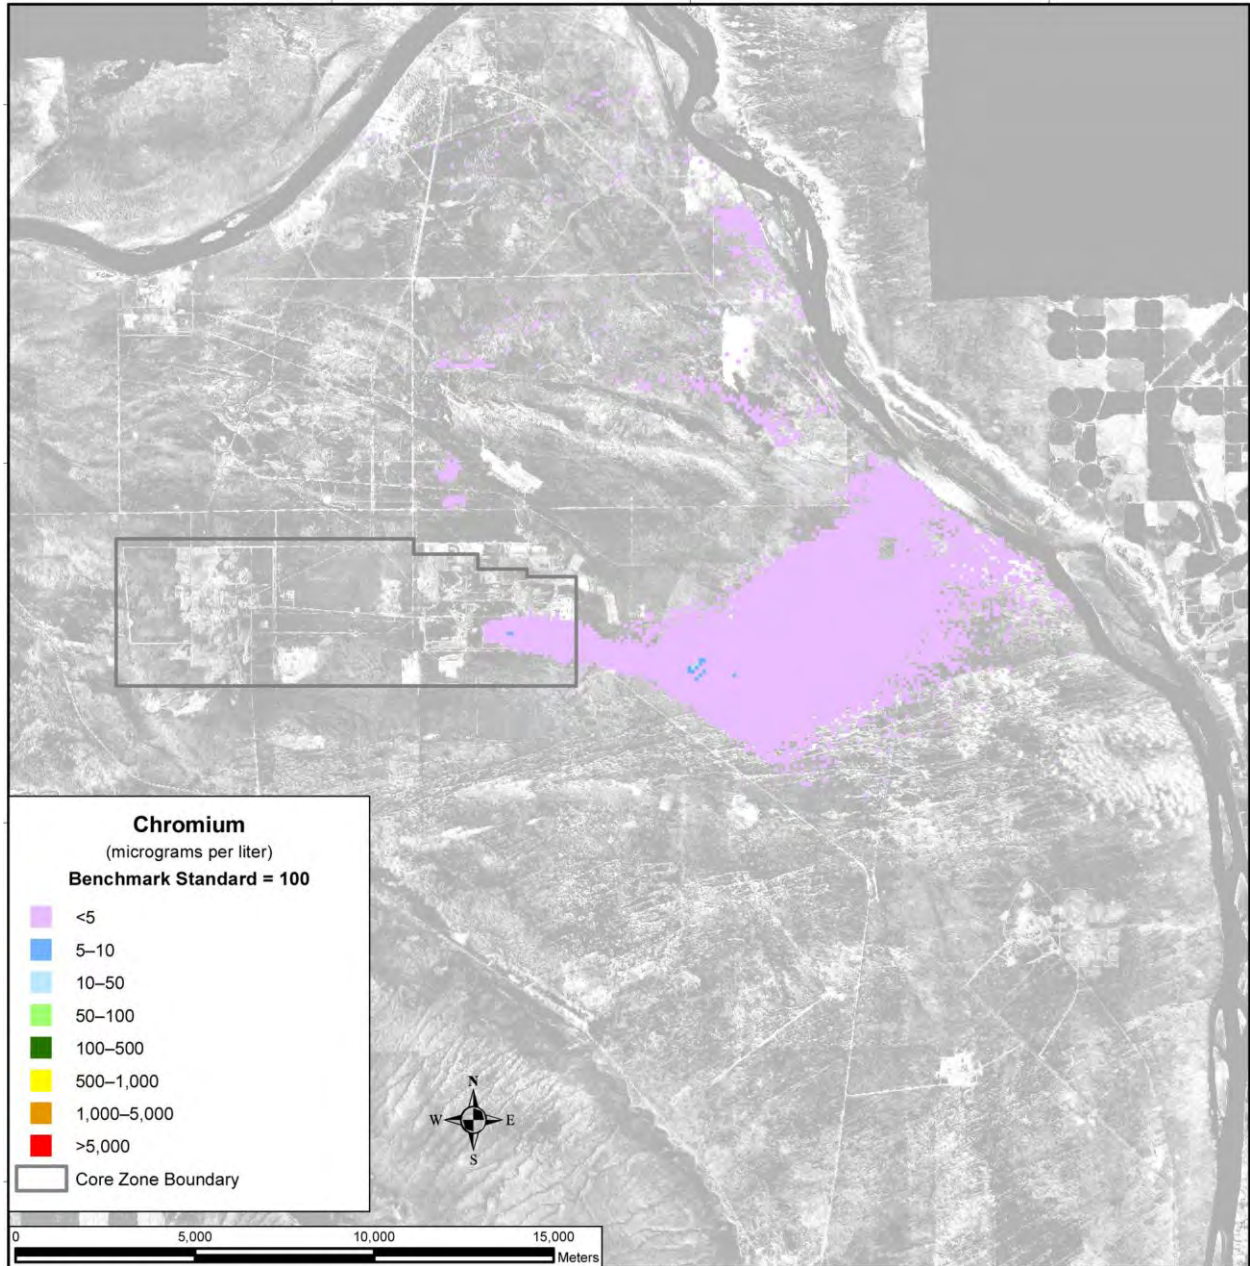 Chromium
(micrograms per liter)
Benchmark Standard = 100
<5
5–10
10–50
50–100
100–500
500–1,000
1,000–5,000
>5,000
Core Zone Boundary
N
W E
S
0 5,000 10,000 15,000
Meters